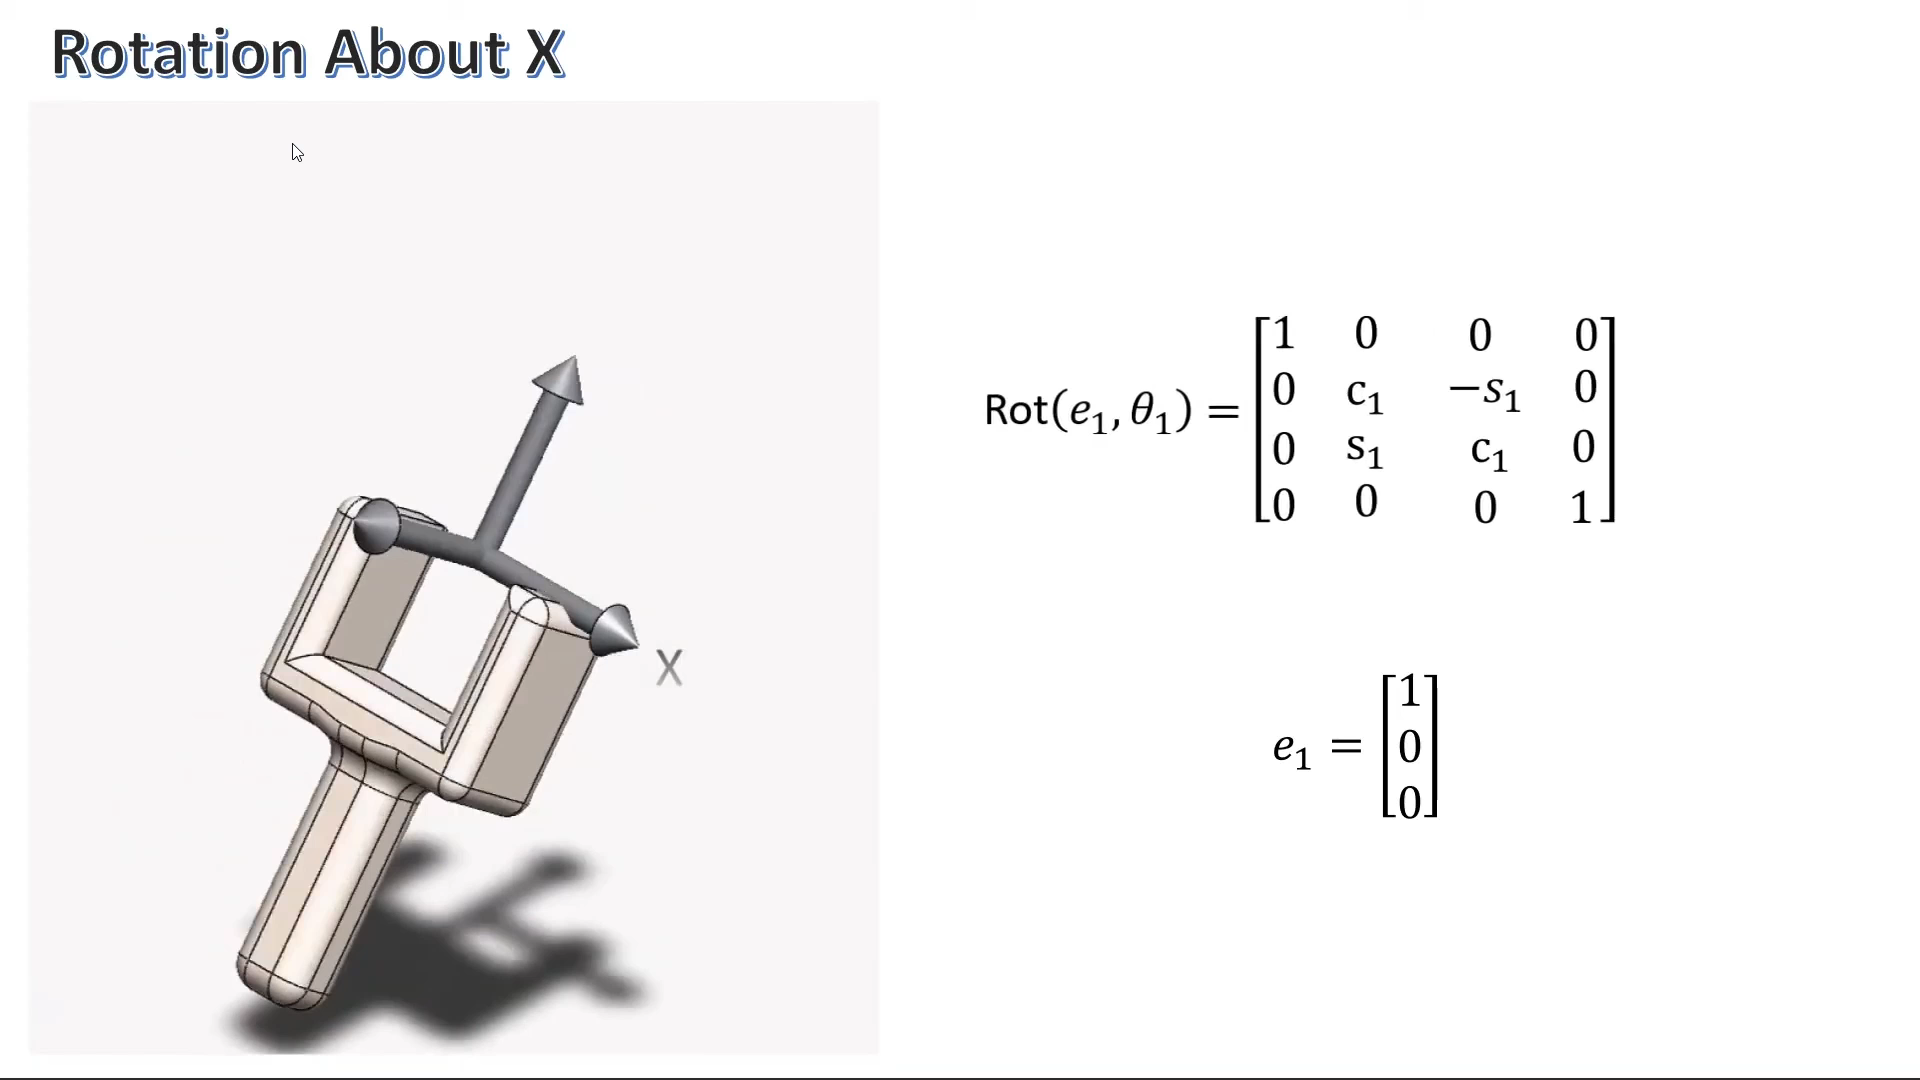 Rotation About X
X
Rot(e₁, θ₁) =
1 0 0 0
0 c₁ −s₁ 0
0 s₁ c₁ 0
0 0 0 1
e₁ =
1
0
0